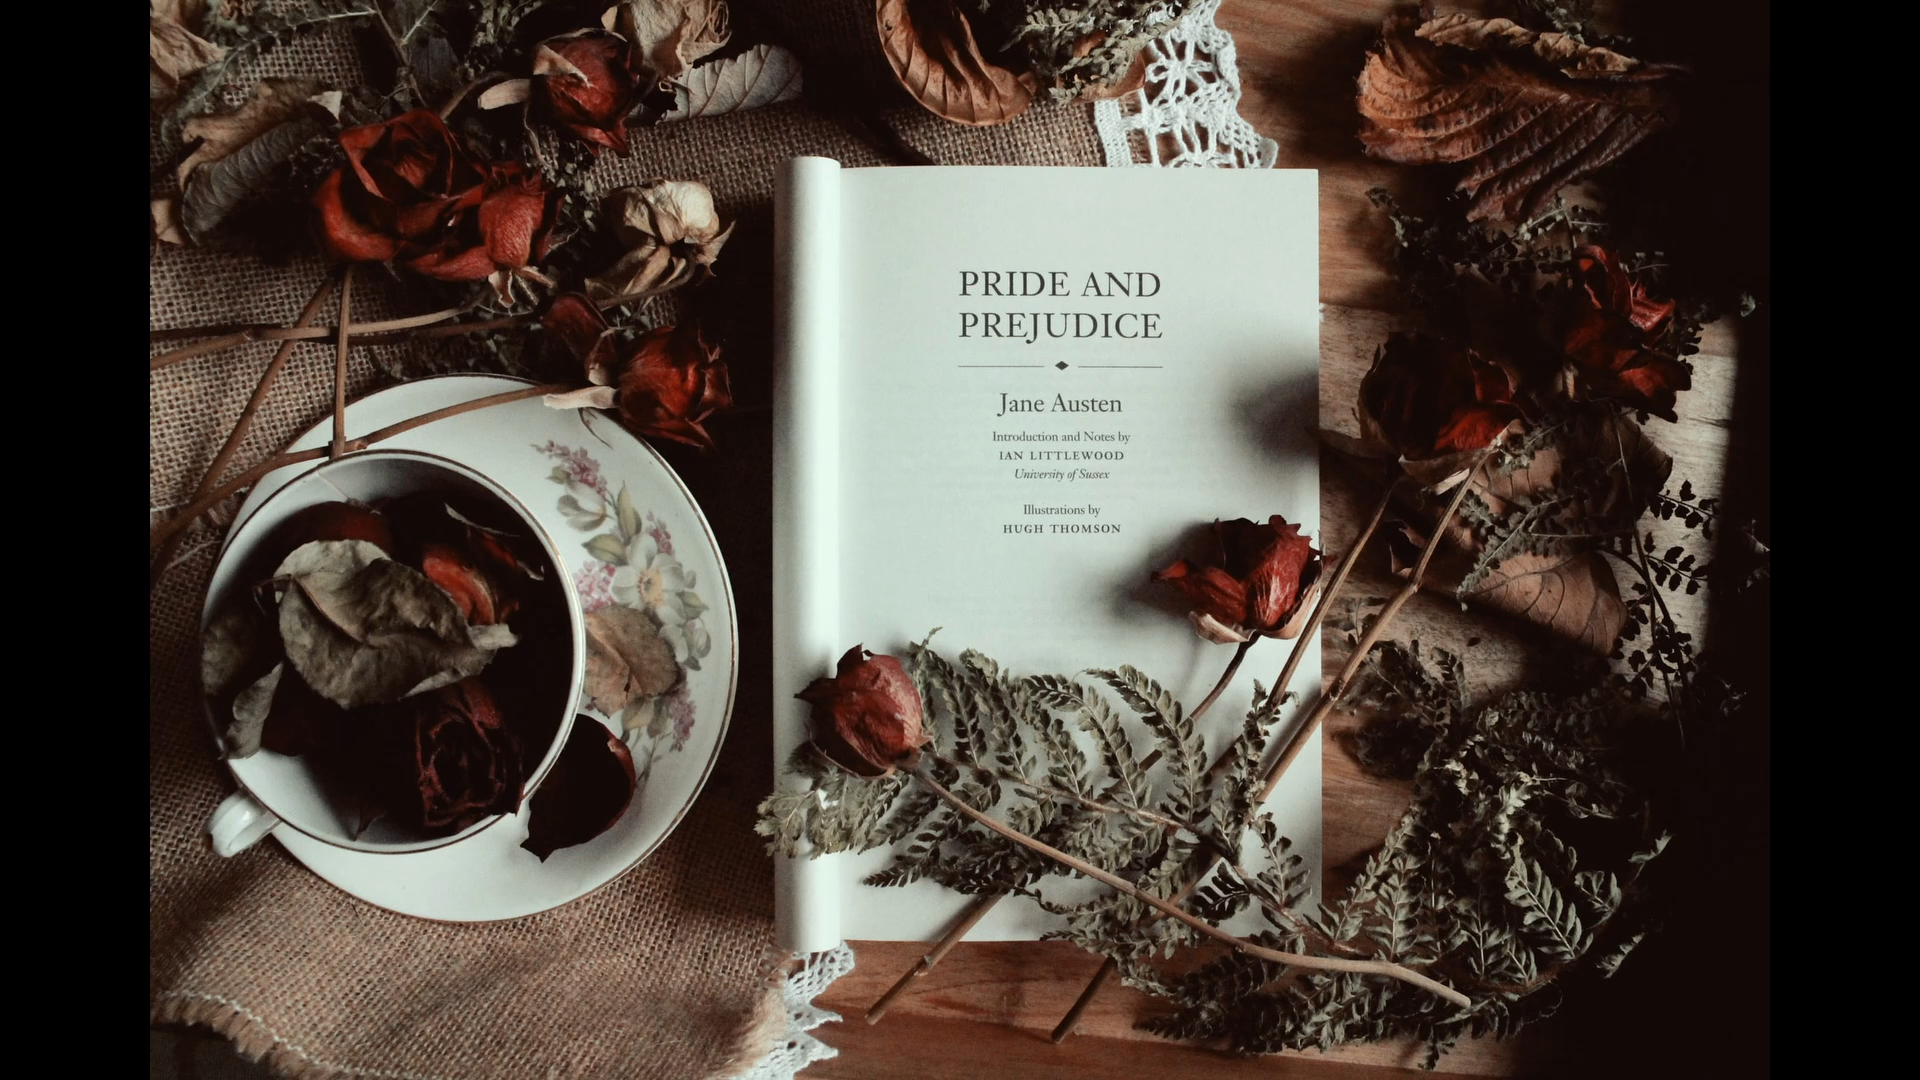 PRIDE AND
PREJUDICE
Jane Austen
Introduction and Notes by
IAN LITTLEWOOD
University of Sussex
Illustrations by
HUGH THOMSON